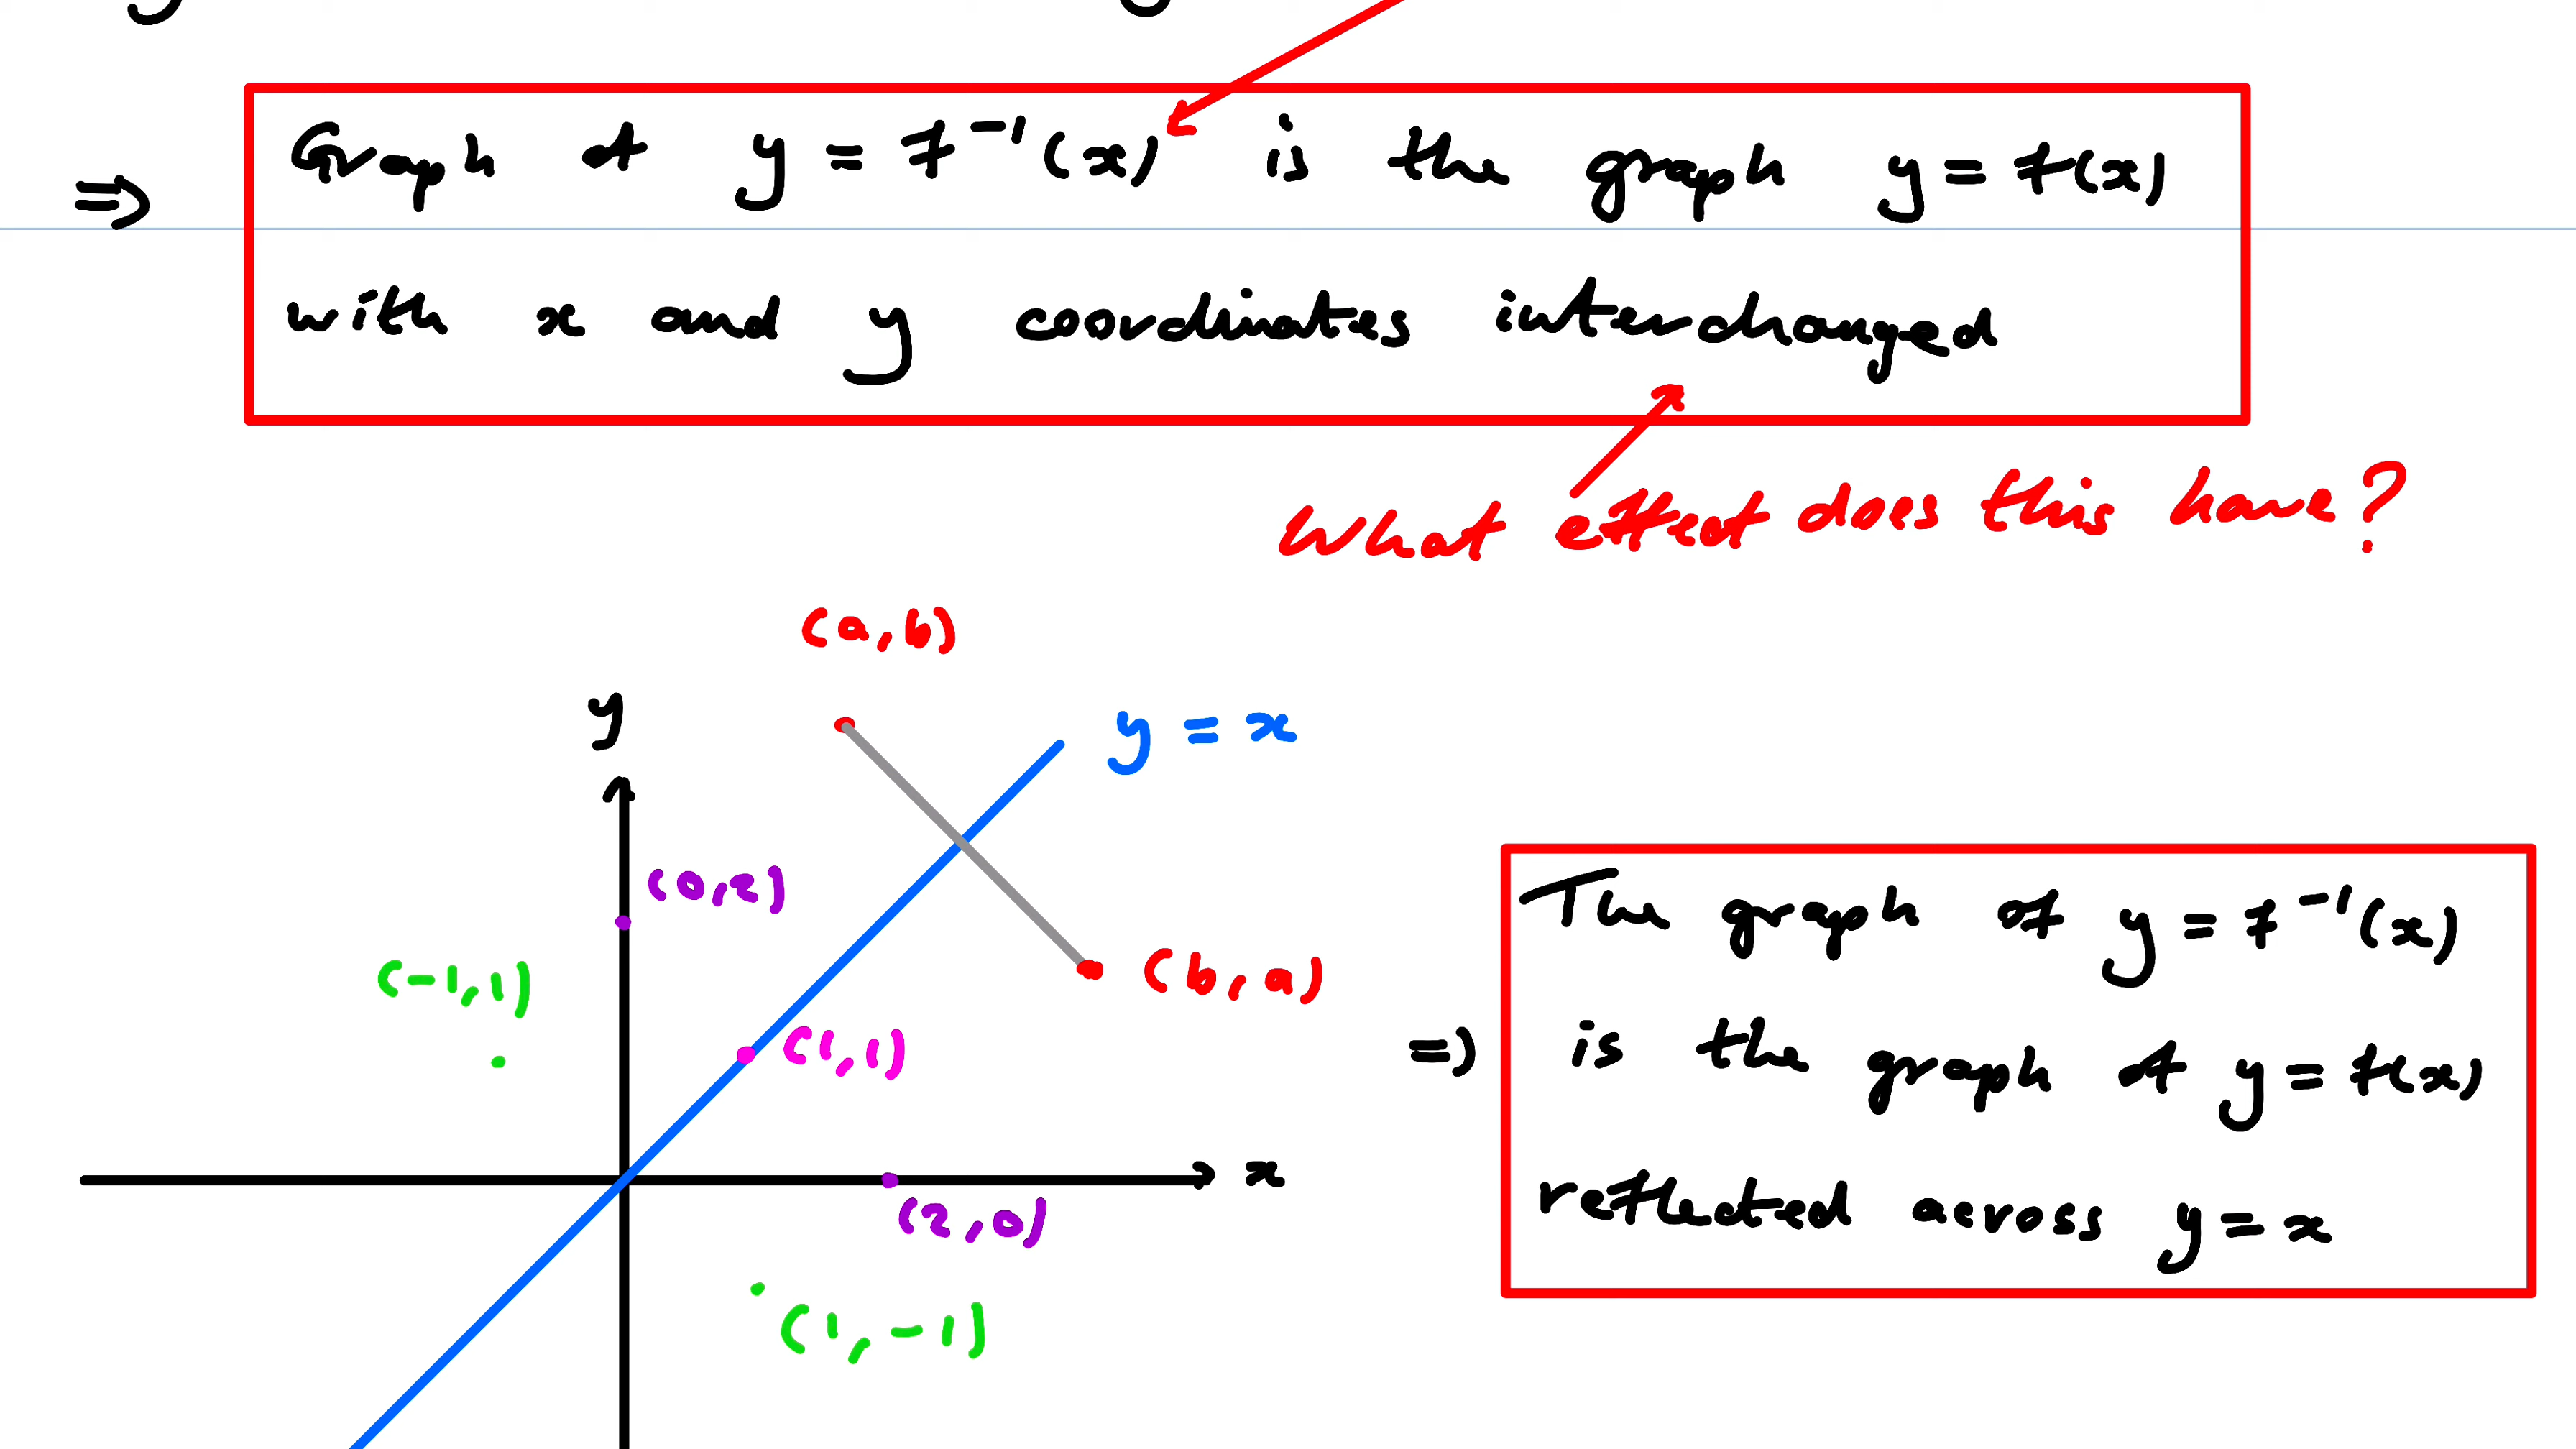 ⇒ Graph of y = f⁻¹(x) is the graph y = f(x)
with x and y coordinates interchanged
What effect does this have?
(a,b)
y
y = x
(0,2)
(-1,1)
(b,a)
(1,1)
x
(2,0)
(1,-1)
⇒ The graph of y = f⁻¹(x)
is the graph of y = f(x)
reflected across y = x